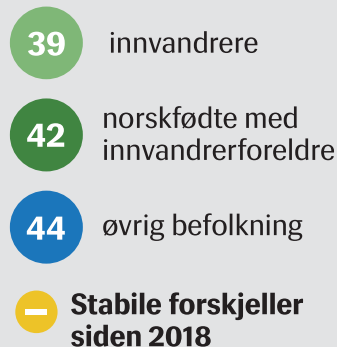 39 innvandrere
42 norskfødte med
innvandrerforeldre
44 øvrig befolkning
Stabile forskjeller
siden 2018